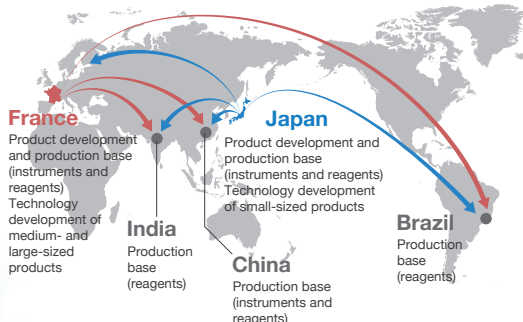 France
Product development
and production base
(instruments and
reagents)
Technology
development of
medium- and
large-sized
products
Japan
Product development and
production base
(instruments and reagents)
Technology development
of small-sized products
India
Production
base
(reagents)
China
Production base
(instruments and
reagents)
Brazil
Production
base
(reagents)